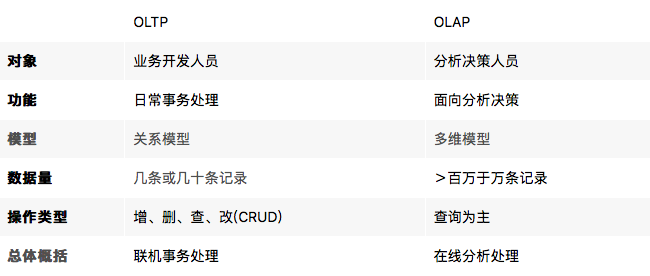 OLTP OLAP
对象 业务开发人员 分析决策人员
功能 日常事务处理 面向分析决策
模型 关系模型 多维模型
数据量 几条或几十条记录 ＞百万于万条记录
操作类型 增、删、查、改(CRUD) 查询为主
总体概括 联机事务处理 在线分析处理